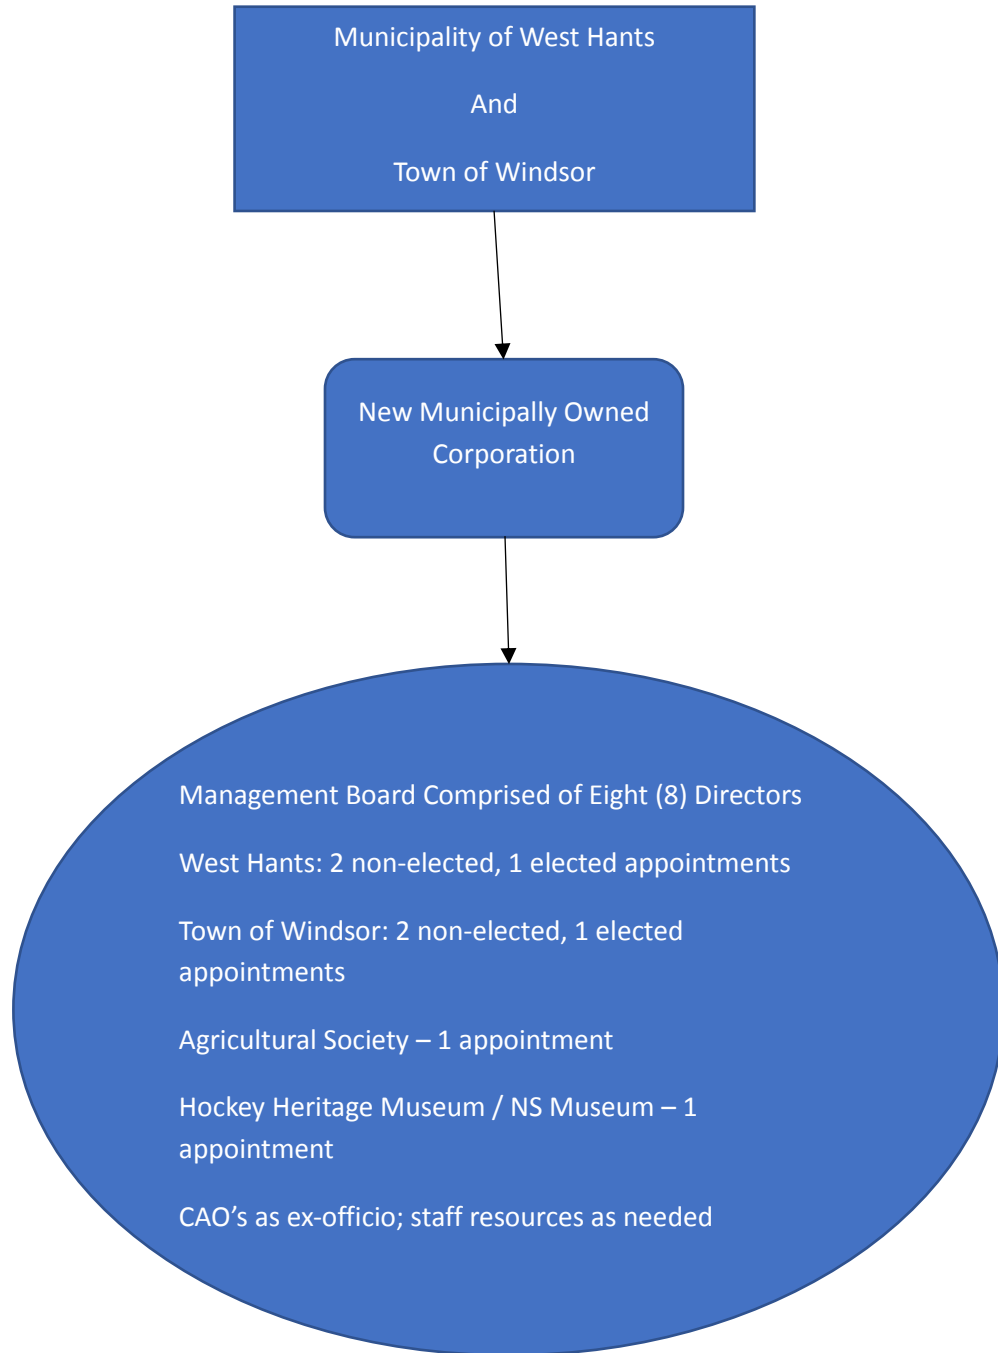 Municipality of West Hants
And
Town of Windsor
New Municipally Owned
Corporation
Management Board Comprised of Eight (8) Directors
West Hants: 2 non-elected, 1 elected appointments
Town of Windsor: 2 non-elected, 1 elected
appointments
Agricultural Society – 1 appointment
Hockey Heritage Museum / NS Museum – 1
appointment
CAO’s as ex-officio; staff resources as needed